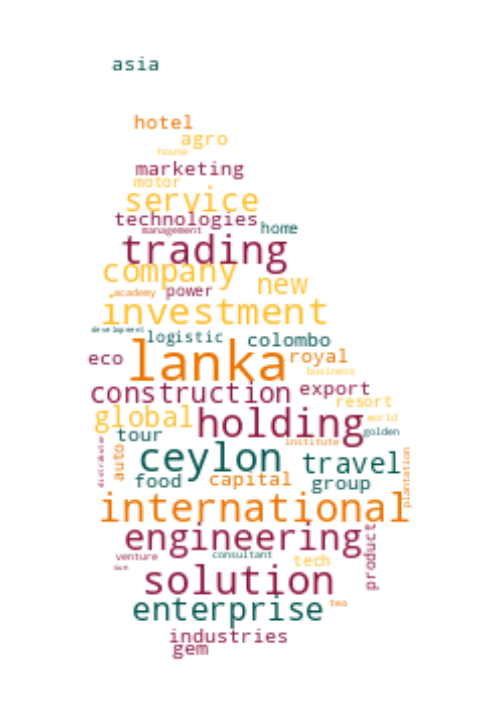 asia
hotel
agro
house
marketing
motor
service
technologies
home
management
trading
company
new
academy
power
investment
development
logistic
colombo
lanka
eco
royal
business
construction
export
resort
global
holding
world
tour
golden
institute
distributor
auto
ceylon
travel
plantation
food
capital
group
international
engineering
product
venture
consultant
tech
sun
solution
enterprise
tea
industries
gem